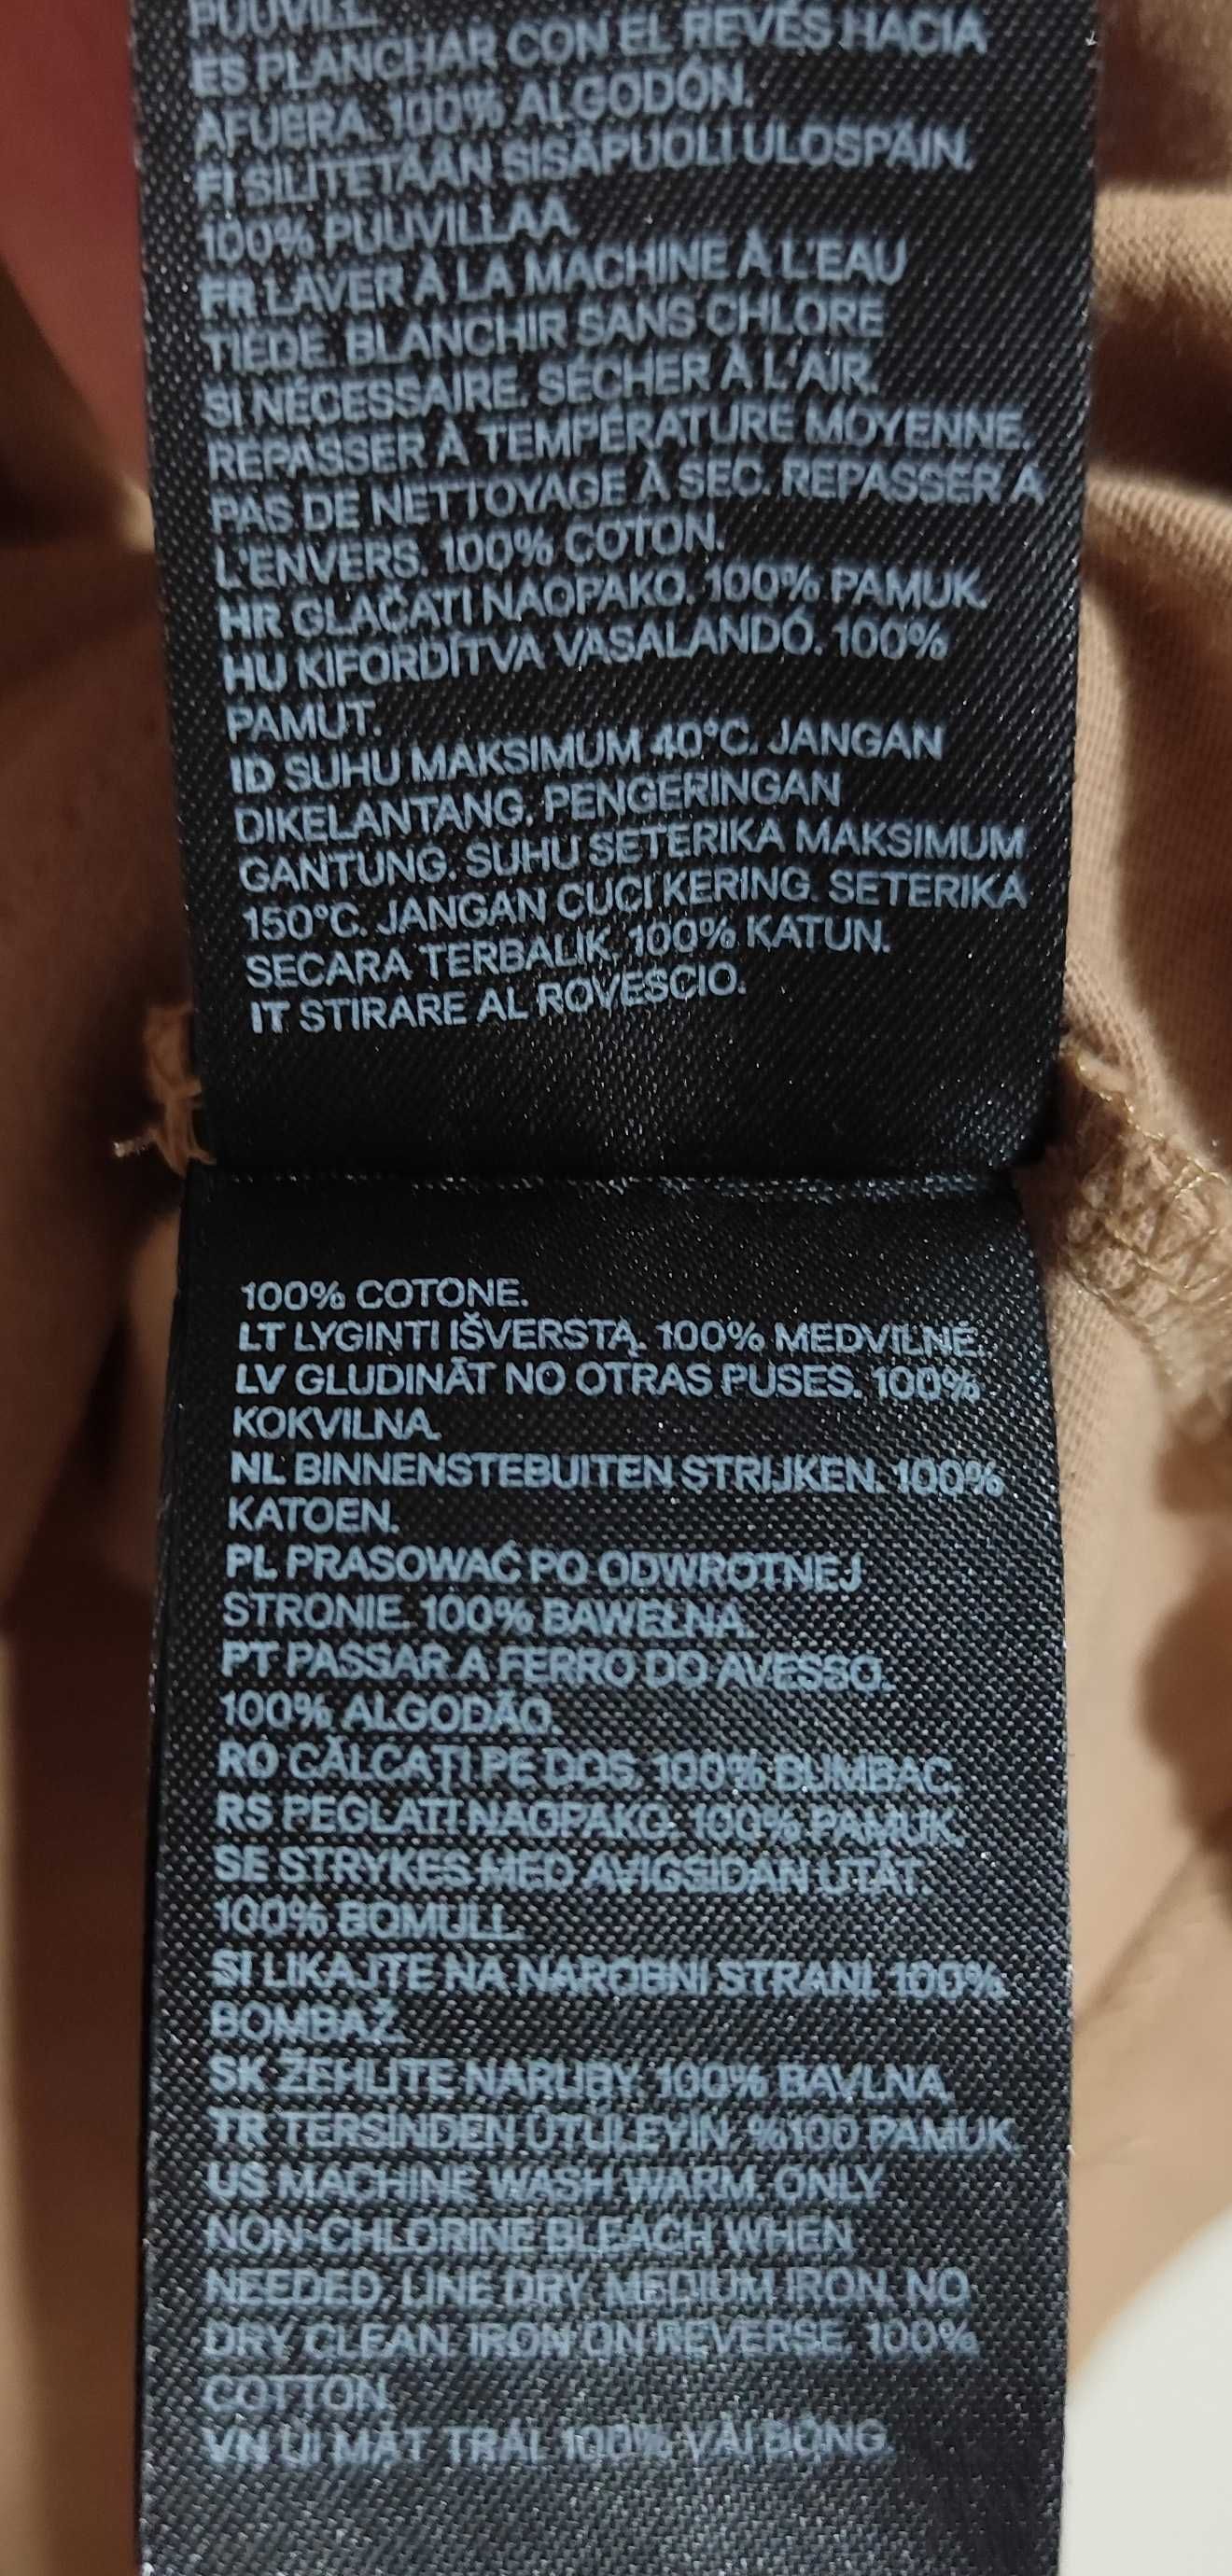 PUUVILL.
ES PLANCHAR CON EL REVÉS HACIA
AFUERA. 100% ALGODÓN.
FI SILITETÄÄN SISÄPUOLI ULOSPÄIN.
100% PUUVILLAA.
FR LAVER À LA MACHINE À L'EAU
TIÈDE. BLANCHIR SANS CHLORE
SI NÉCESSAIRE. SÉCHER À L'AIR.
REPASSER À TEMPÉRATURE MOYENNE.
PAS DE NETTOYAGE À SEC. REPASSER À
L'ENVERS. 100% COTON.
HR GLAČATI NAOPAKO. 100% PAMUK.
HU KIFORDÍTVA VASALANDÓ. 100%
PAMUT.
ID SUHU MAKSIMUM 40°C. JANGAN
DIKELANTANG. PENGERINGAN
GANTUNG. SUHU SETERIKA MAKSIMUM
150°C. JANGAN CUCI KERING. SETERIKA
SECARA TERBALIK. 100% KATUN.
IT STIRARE AL ROVESCIO.
100% COTONE.
LT LYGINTI IŠVERSTĄ. 100% MEDVILNĖ.
LV GLUDINĀT NO OTRAS PUSES. 100%
KOKVILNA.
NL BINNENSTEBUITEN STRIJKEN. 100%
KATOEN.
PL PRASOWAĆ PO ODWROTNEJ
STRONIE. 100% BAWEŁNA.
PT PASSAR A FERRO DO AVESSO.
100% ALGODÃO.
RO CĂLCAȚI PE DOS. 100% BUMBAC.
RS PEGLATI NAOPAKO. 100% PAMUK.
SE STRYKES MED AVIGSIDAN UTÅT.
100% BOMULL.
SI LIKAJTE NA NAROBNI STRANI. 100%
BOMBAŽ.
SK ŽEHLITE NARUBY. 100% BAVLNA.
TR TERSİNDEN ÜTÜLEYİN. %100 PAMUK.
US MACHINE WASH WARM. ONLY
NON-CHLORINE BLEACH WHEN
NEEDED. LINE DRY. MEDIUM IRON. NO
DRY CLEAN. IRON ON REVERSE. 100%
COTTON.
VN ỦI MẶT TRÁI. 100% VẢI BÔNG.